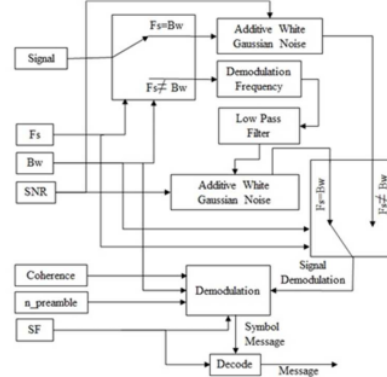 Fs=Bw
Additive White
Gaussian Noise
Signal
Fs≠ Bw
Demodulation
Frequency
Fs
Low Pass
Filter
Bw
SNR
Additive White
Gaussian Noise
Fs=Bw
Fs≠ Bw
Signal
Demodulation
Coherence
Demodulation
n_preamble
SF
Symbol
Message
Decode
Message